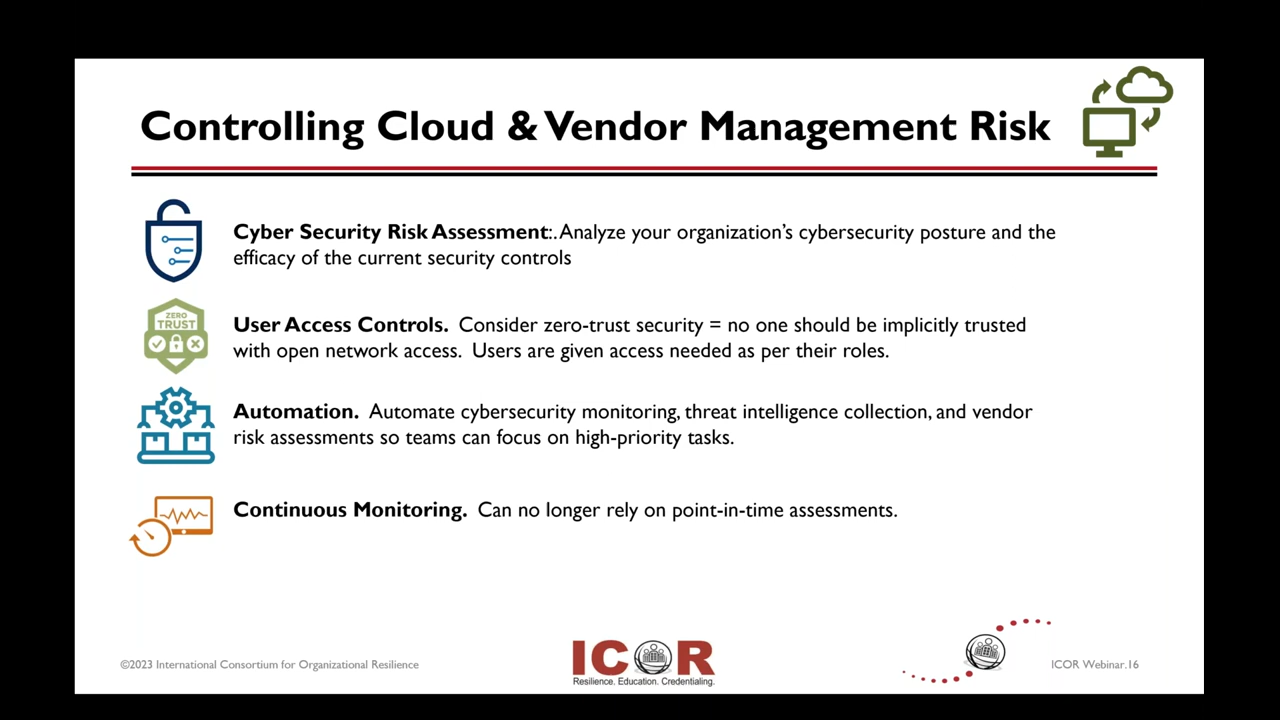 Controlling Cloud & Vendor Management Risk
Cyber Security Risk Assessment:. Analyze your organization’s cybersecurity posture and the
efficacy of the current security controls
ZERO
TRUST
User Access Controls. Consider zero-trust security = no one should be implicitly trusted
with open network access. Users are given access needed as per their roles.
Automation. Automate cybersecurity monitoring, threat intelligence collection, and vendor
risk assessments so teams can focus on high-priority tasks.
Continuous Monitoring. Can no longer rely on point-in-time assessments.
©2023 International Consortium for Organizational Resilience
ICOR
Resilience. Education. Credentialing.
ICOR Webinar.16